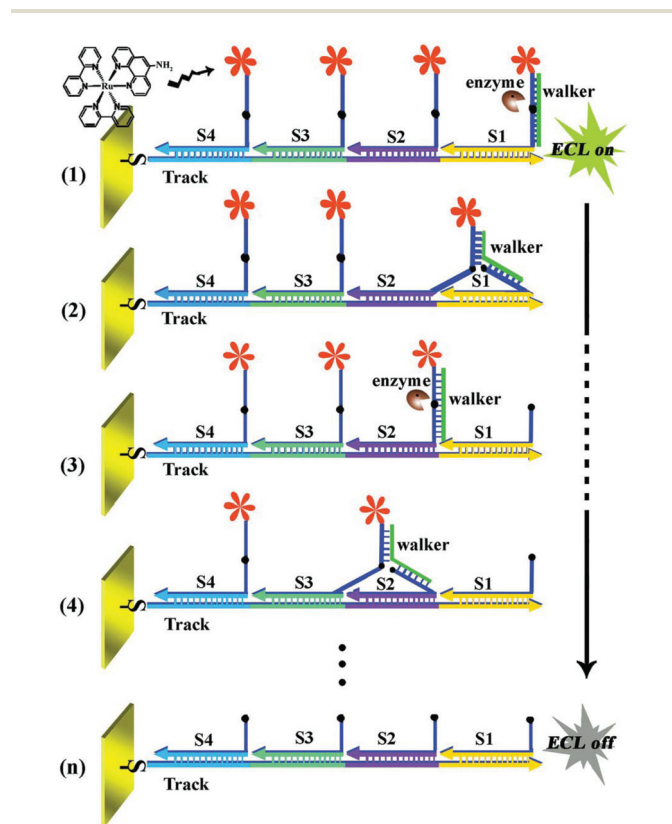 N N N N N N Ru NH₂
enzyme walker
S4 S3 S2 S1
ECL on
(1) -S Track
walker
S4 S3 S2 S1
(2) -S Track
enzyme walker
S4 S3 S2 S1
(3) -S Track
walker
S4 S3 S2 S1
(4) -S Track
S4 S3 S2 S1
ECL off
(n) -S Track